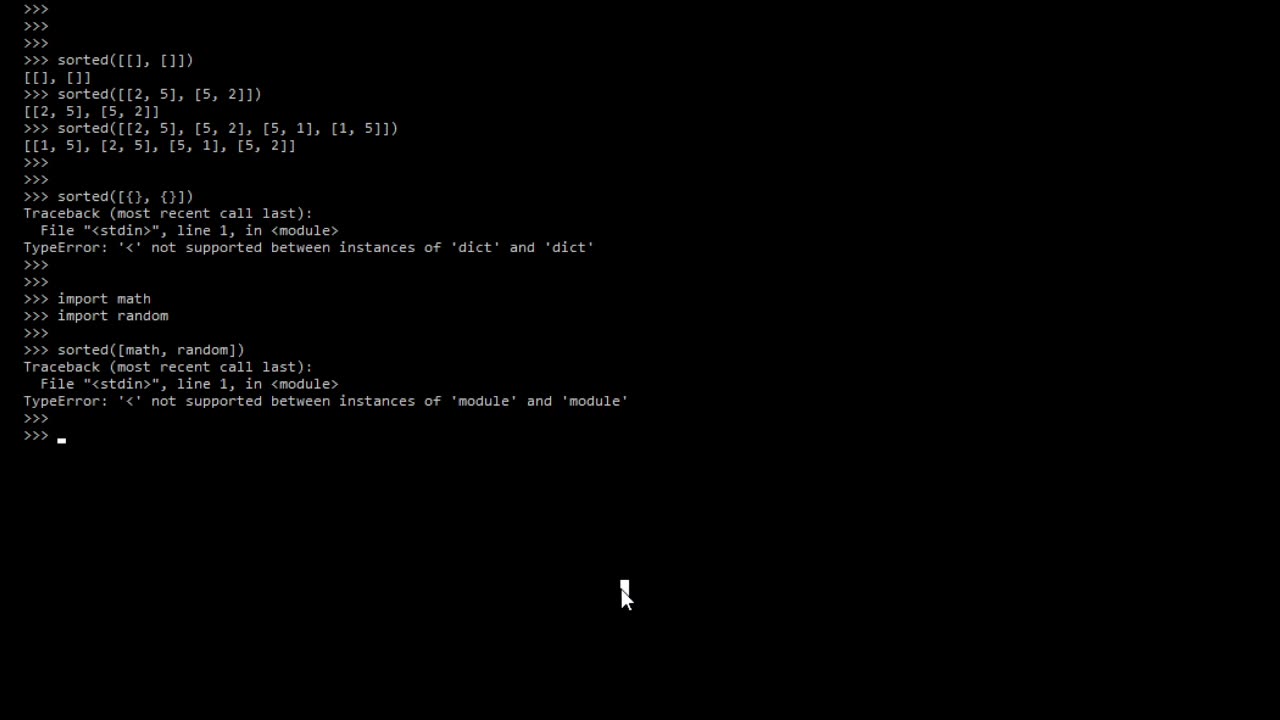 >>>
>>>
>>>
>>> sorted([[], []])
[[], []]
>>> sorted([[2, 5], [5, 2]])
[[2, 5], [5, 2]]
>>> sorted([[2, 5], [5, 2], [5, 1], [1, 5]])
[[1, 5], [2, 5], [5, 1], [5, 2]]
>>>
>>>
>>> sorted([{}, {}])
Traceback (most recent call last):
  File "<stdin>", line 1, in <module>
TypeError: '<' not supported between instances of 'dict' and 'dict'
>>>
>>>
>>> import math
>>> import random
>>>
>>> sorted([math, random])
Traceback (most recent call last):
  File "<stdin>", line 1, in <module>
TypeError: '<' not supported between instances of 'module' and 'module'
>>>
>>>